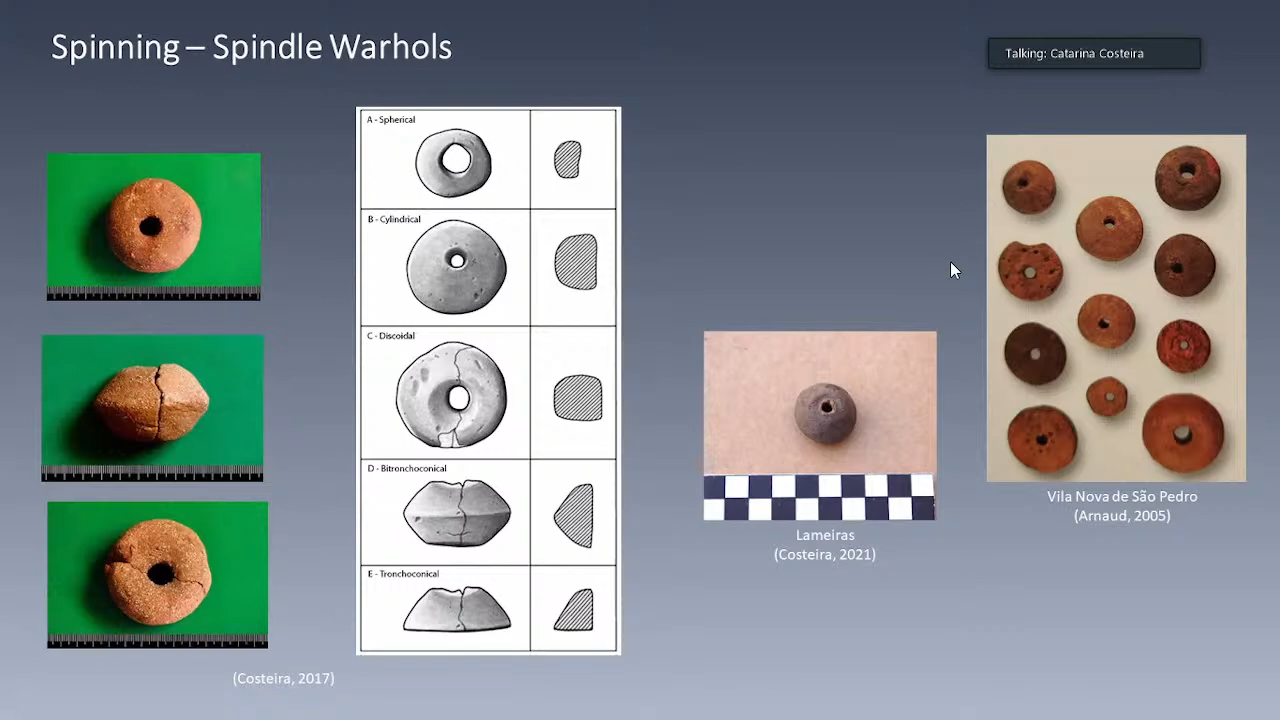 Spinning – Spindle Warhols
Talking: Catarina Costeira
A - Spherical
B - Cylindrical
C - Discoidal
D - Bitronchoconical
E - Tronchoconical
(Costeira, 2017)
Lameiras
(Costeira, 2021)
Vila Nova de São Pedro
(Arnaud, 2005)